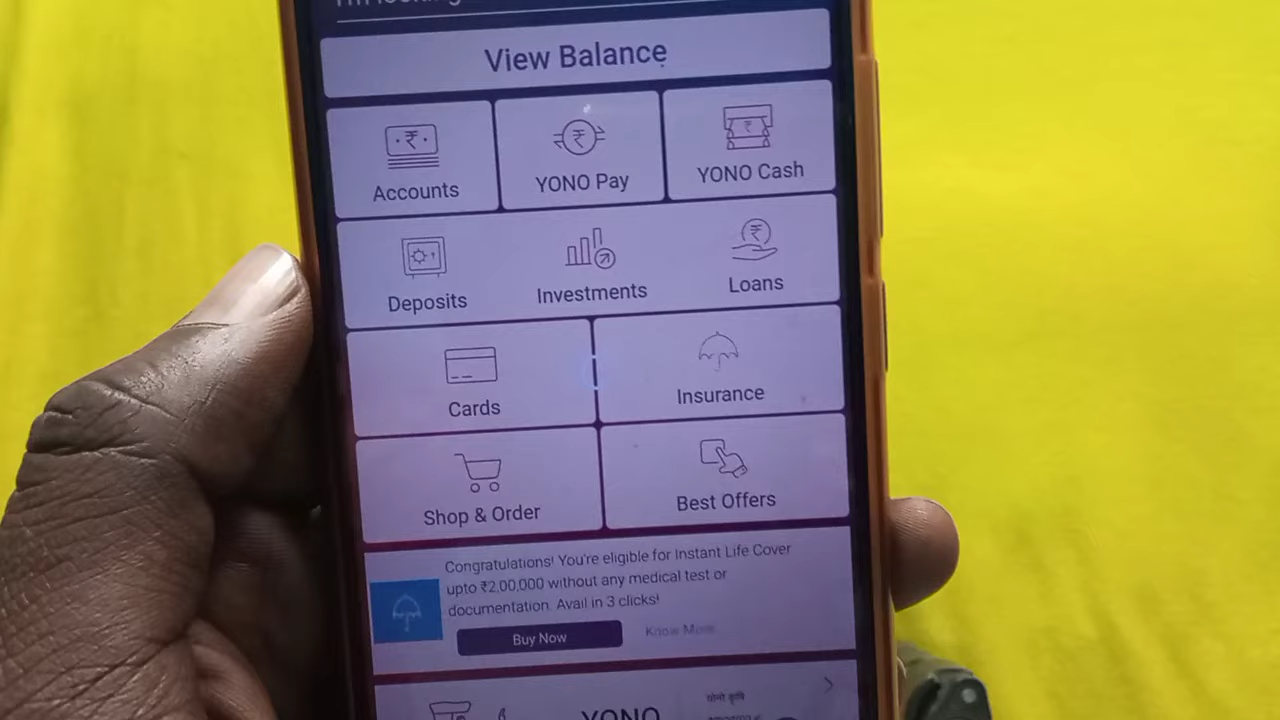 I'm looking
View Balance
Accounts
YONO Pay
YONO Cash
Deposits
Investments
Loans
Cards
Insurance
Shop & Order
Best Offers
Congratulations! You're eligible for Instant Life Cover
upto ₹2,00,000 without any medical test or
documentation. Avail in 3 clicks!
Buy Now
Know More
YONO
योनो कृषि